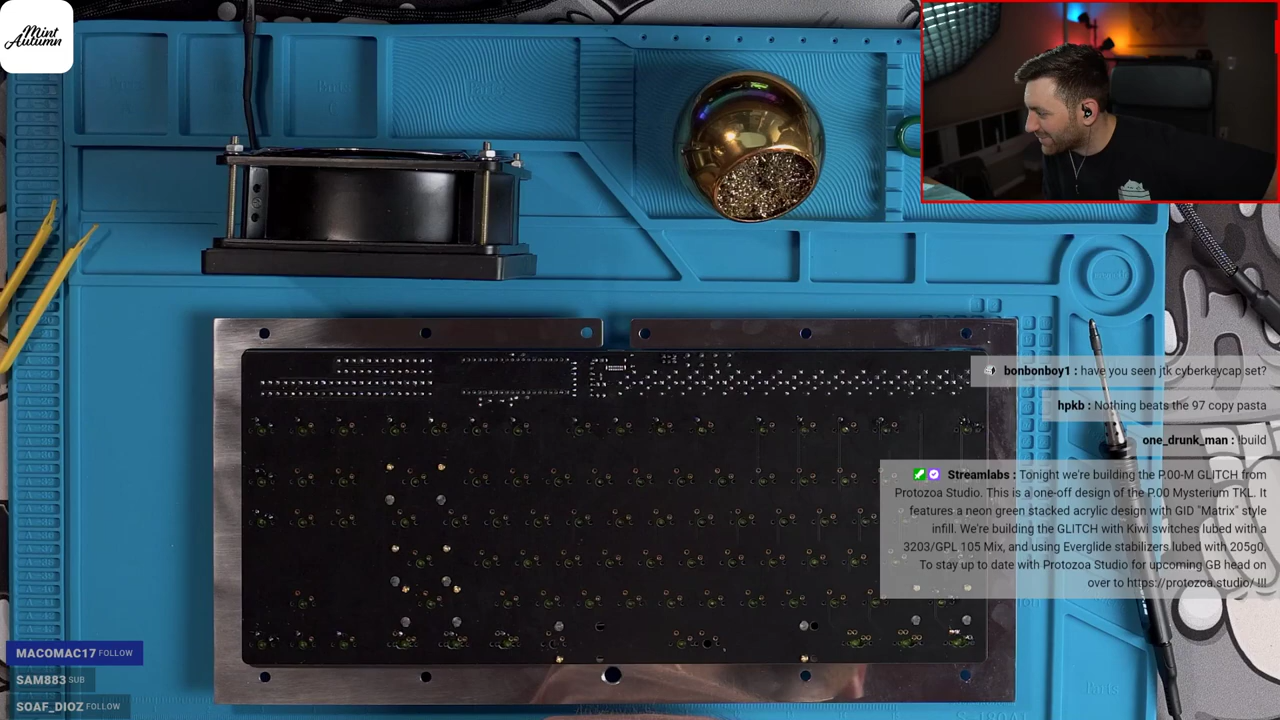 Mint
Autumn
bonbonboy1 : have you seen jtk cyberkeycap set?
hpkb : Nothing beats the 97 copy pasta
one_drunk_man : !build
Streamlabs : Tonight we're building the P.00-M GLITCH from
Protozoa Studio. This is a one-off design of the P.00 Mysterium TKL. It
features a neon green stacked acrylic design with GID "Matrix" style
infill. We're building the GLITCH with Kiwi switches lubed with a
3203/GPL 105 Mix, and using Everglide stabilizers lubed with 205g0.
To stay up to date with Protozoa Studio for upcoming GB head on
over to https://protozoa.studio/ !!!
MACOMAC17 FOLLOW
SAM883 SUB
SOAF_DIOZ FOLLOW
Parts